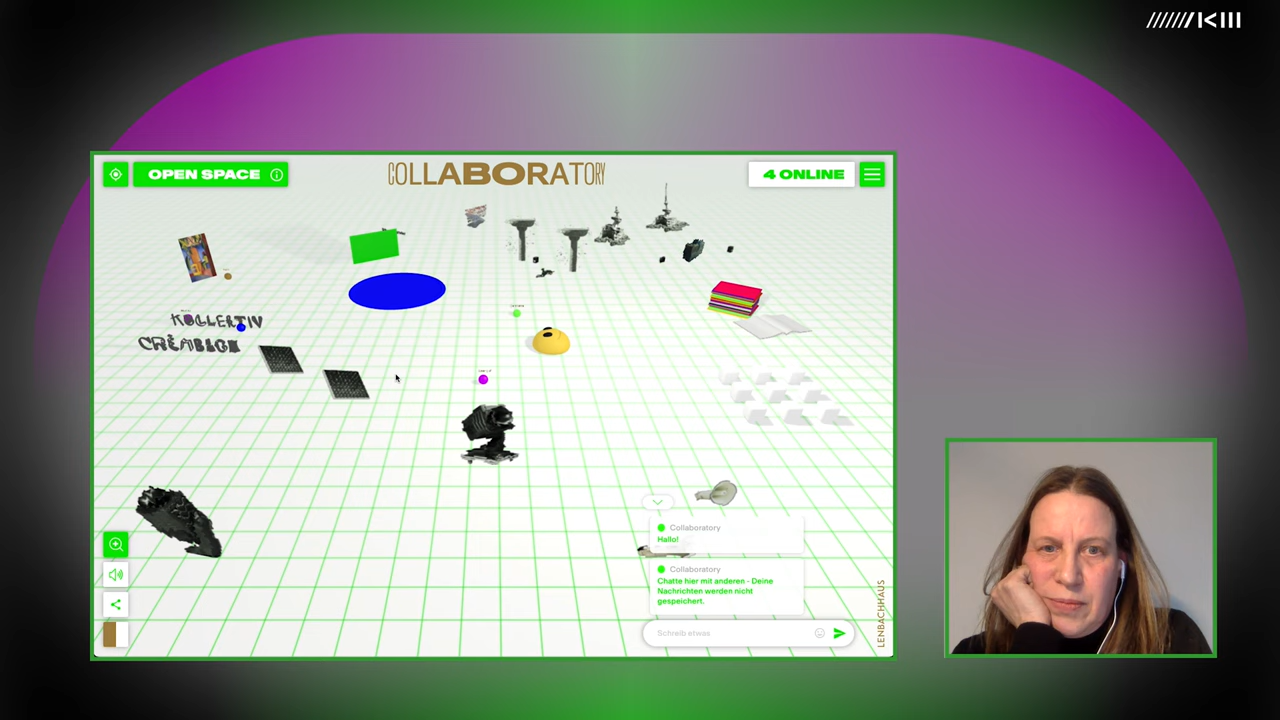 OPEN SPACE
COLLABORATORY
4 ONLINE
KOLLEKTIV
Collaboratory
Hallo!
Collaboratory
Chatte hier mit anderen - Deine
Nachrichten werden nicht
gespeichert.
Schreib etwas
LENBACHHAUS